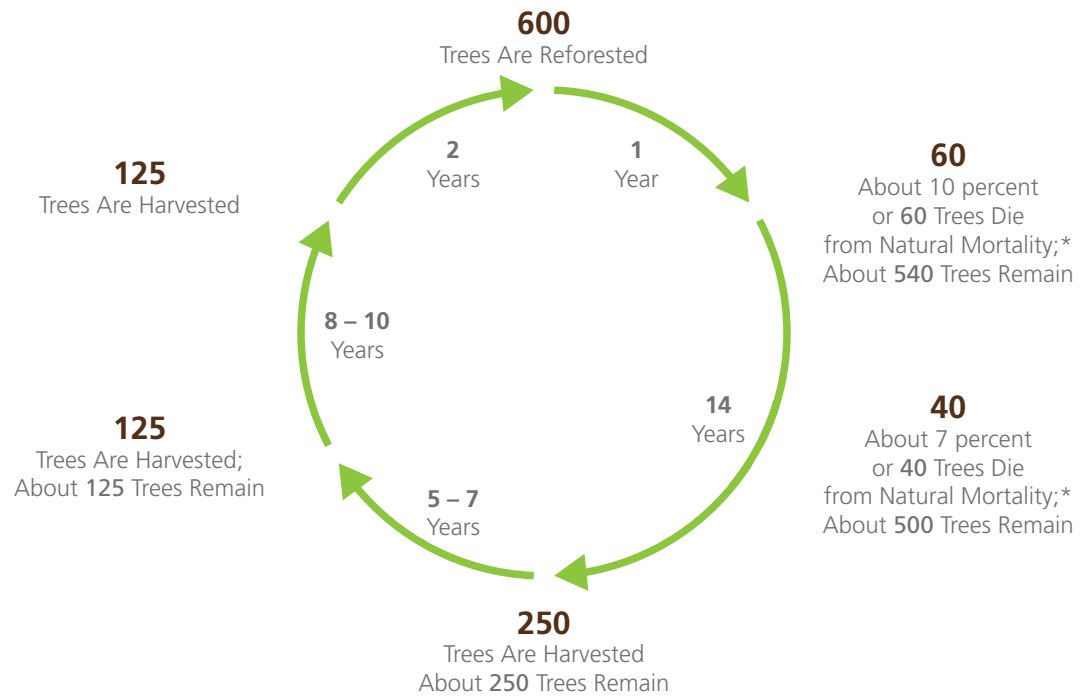 600
Trees Are Reforested
1
Year
60
About 10 percent
or 60 Trees Die
from Natural Mortality;*
About 540 Trees Remain
14
Years
40
About 7 percent
or 40 Trees Die
from Natural Mortality;*
About 500 Trees Remain
250
Trees Are Harvested
About 250 Trees Remain
5 – 7
Years
125
Trees Are Harvested;
About 125 Trees Remain
8 – 10
Years
125
Trees Are Harvested
2
Years